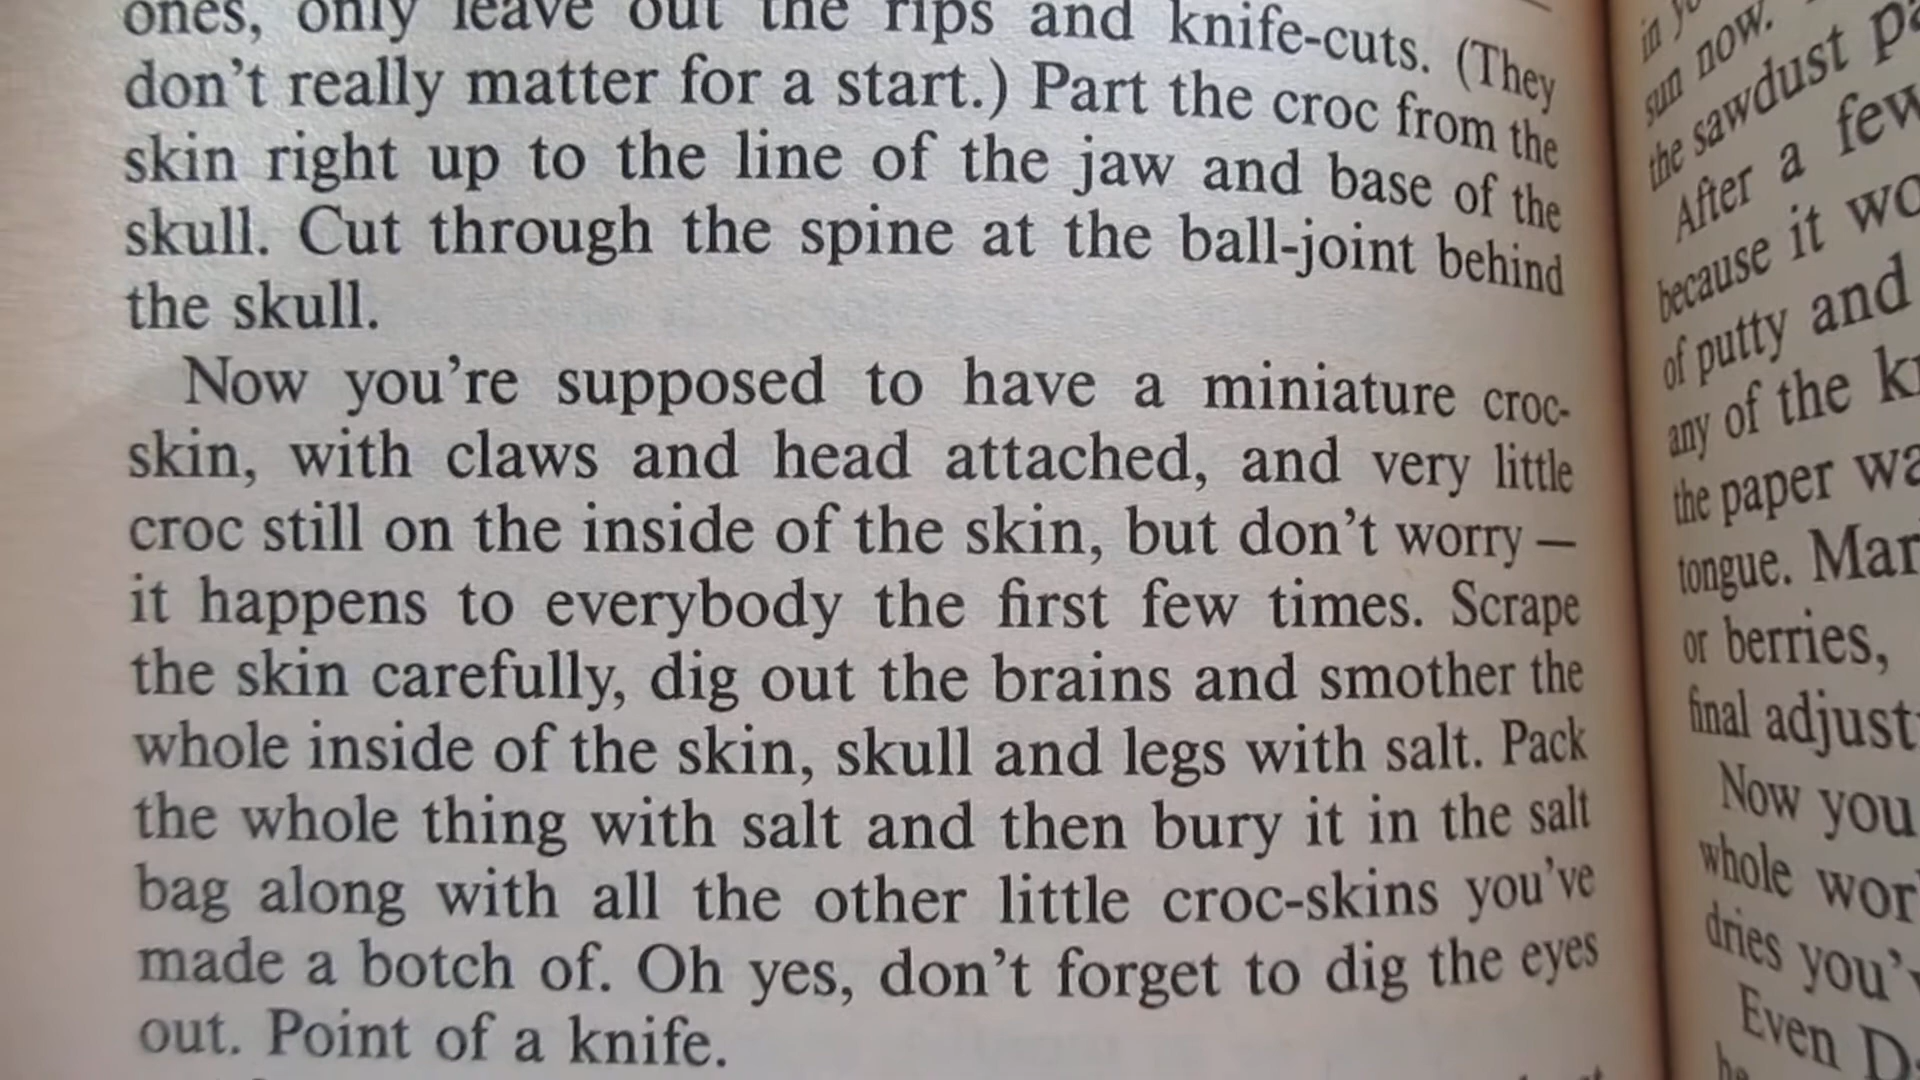 ones, only leave out the rips and knife-cuts. (They
don't really matter for a start.) Part the croc from the
skin right up to the line of the jaw and base of the
skull. Cut through the spine at the ball-joint behind
the skull.
Now you're supposed to have a miniature croc-
skin, with claws and head attached, and very little
croc still on the inside of the skin, but don't worry —
it happens to everybody the first few times. Scrape
the skin carefully, dig out the brains and smother the
whole inside of the skin, skull and legs with salt. Pack
the whole thing with salt and then bury it in the salt
bag along with all the other little croc-skins you've
made a botch of. Oh yes, don't forget to dig the eyes
out. Point of a knife.
in
sun now.
the sawdust
After a few
because it
of putty and
any of the
the paper
tongue.
or berries,
final
Now you
whole
dries
Even